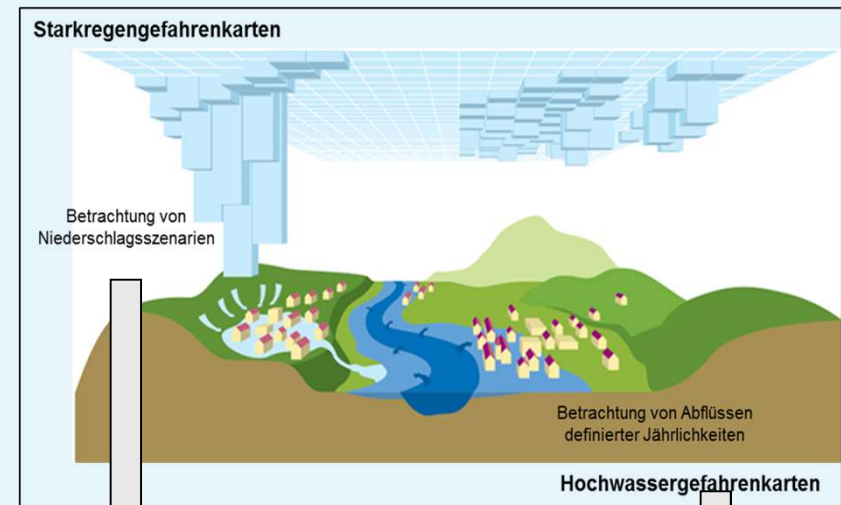 Starkregengefahrenkarten
Betrachtung von
Niederschlagsszenarien
Betrachtung von Abflüssen
definierter Jährlichkeiten
Hochwassergefahrenkarten